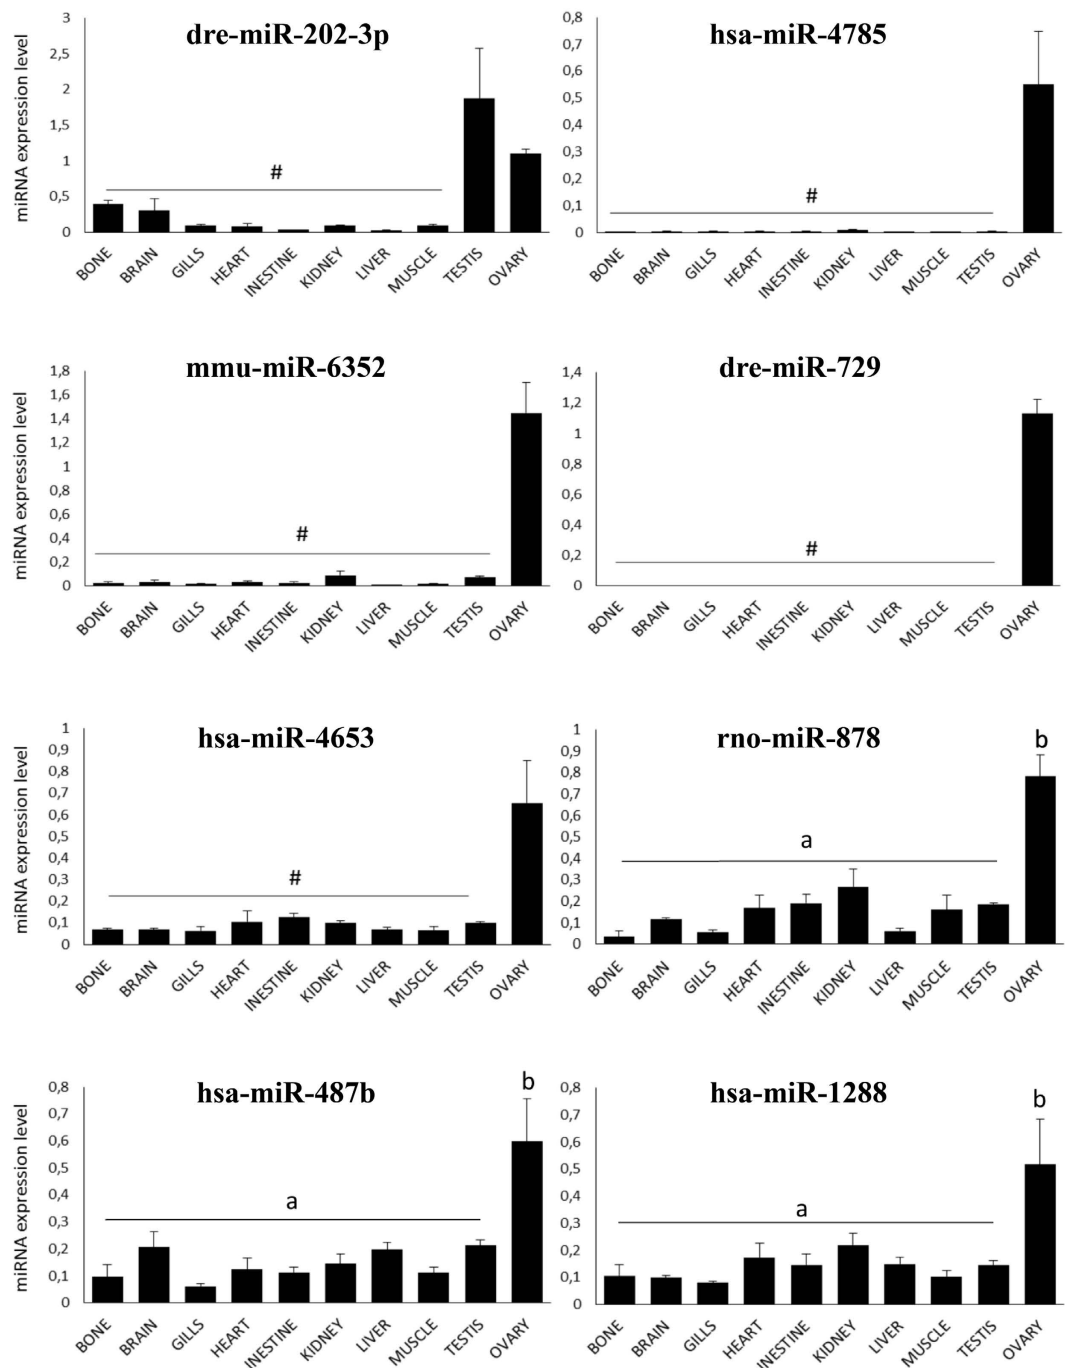 dre-miR-202-3p
miRNA expression level
3
2,5
2
1,5
1
0,5
0
#
BONE
BRAIN
GILLS
HEART
INESTINE
KIDNEY
LIVER
MUSCLE
TESTIS
OVARY
hsa-miR-4785
0,8
0,7
0,6
0,5
0,4
0,3
0,2
0,1
0
#
BONE
BRAIN
GILLS
HEART
INESTINE
KIDNEY
LIVER
MUSCLE
TESTIS
OVARY
mmu-miR-6352
miRNA expression level
1,8
1,6
1,4
1,2
1
0,8
0,6
0,4
0,2
0
#
BONE
BRAIN
GILLS
HEART
INESTINE
KIDNEY
LIVER
MUSCLE
TESTIS
OVARY
dre-miR-729
1,4
1,2
1
0,8
0,6
0,4
0,2
0
#
BONE
BRAIN
GILLS
HEART
INESTINE
KIDNEY
LIVER
MUSCLE
TESTIS
OVARY
hsa-miR-4653
miRNA expression level
1
0,9
0,8
0,7
0,6
0,5
0,4
0,3
0,2
0,1
0
#
BONE
BRAIN
GILLS
HEART
INESTINE
KIDNEY
LIVER
MUSCLE
TESTIS
OVARY
rno-miR-878
1
0,9
0,8
0,7
0,6
0,5
0,4
0,3
0,2
0,1
0
a
b
BONE
BRAIN
GILLS
HEART
INESTINE
KIDNEY
LIVER
MUSCLE
TESTIS
OVARY
hsa-miR-487b
miRNA expression level
0,8
0,7
0,6
0,5
0,4
0,3
0,2
0,1
0
a
b
BONE
BRAIN
GILLS
HEART
INESTINE
KIDNEY
LIVER
MUSCLE
TESTIS
OVARY
hsa-miR-1288
0,8
0,7
0,6
0,5
0,4
0,3
0,2
0,1
0
a
b
BONE
BRAIN
GILLS
HEART
INESTINE
KIDNEY
LIVER
MUSCLE
TESTIS
OVARY